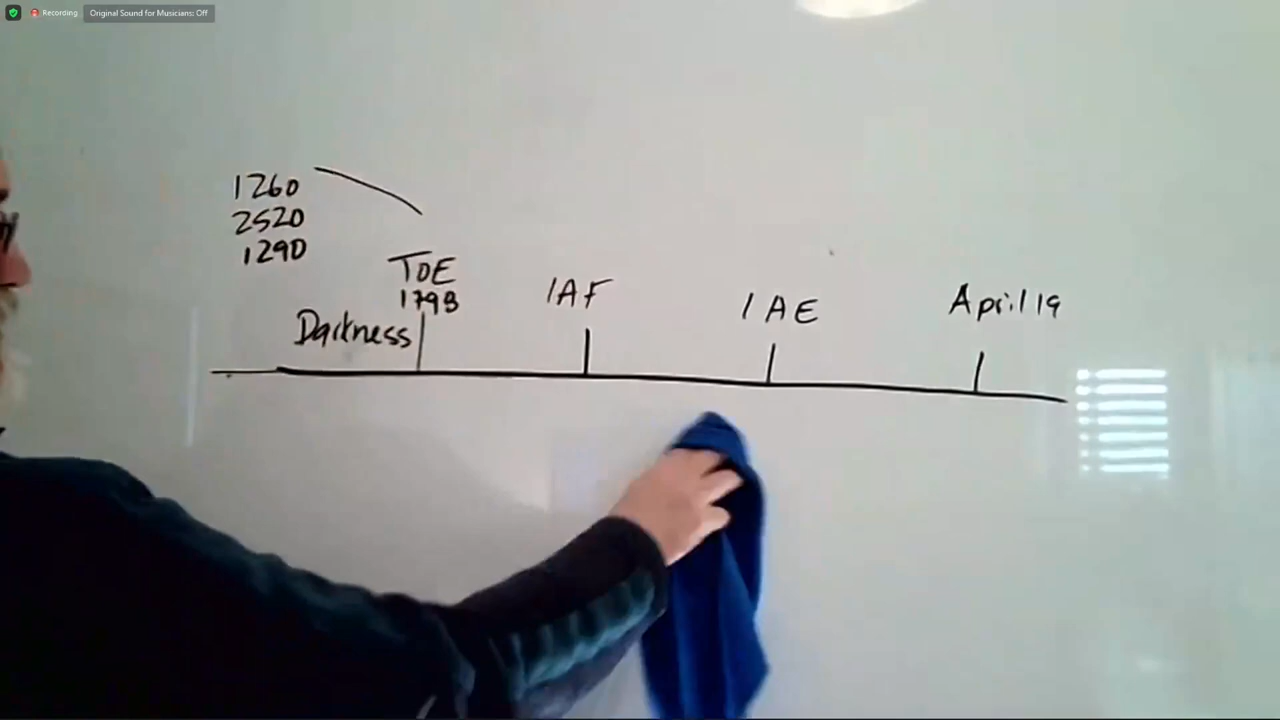 Recording
Original Sound for Musicians: Off
1260
2520
1290
TOE
1798
Darkness
1AF
1AE
April 19